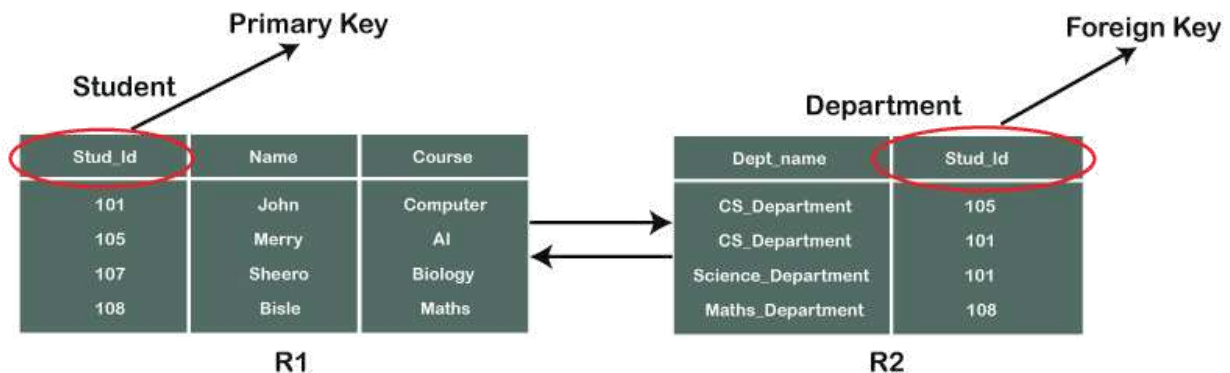 Primary Key
Foreign Key
Student
Department
Stud_Id Name Course
101 John Computer
105 Merry AI
107 Sheero Biology
108 Bisle Maths
R1
Dept_name Stud_Id
CS_Department 105
CS_Department 101
Science_Department 101
Maths_Department 108
R2